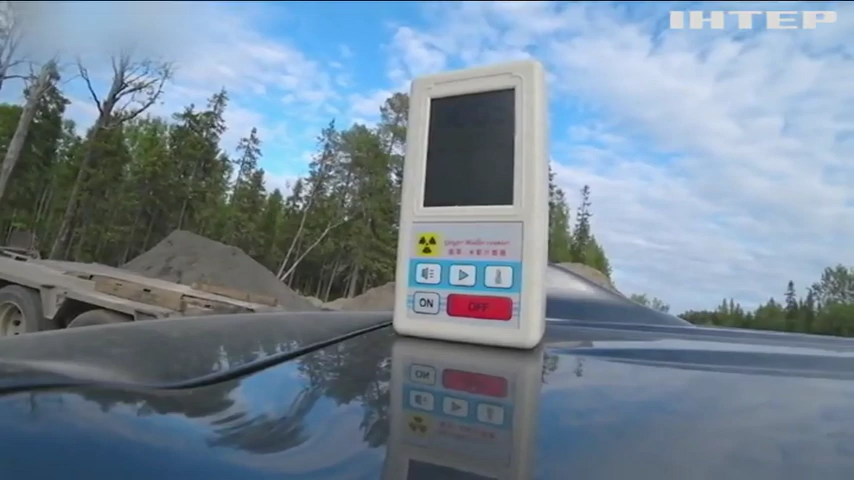 ІНТЕР
Geiger-Muller counter
ON
OFF